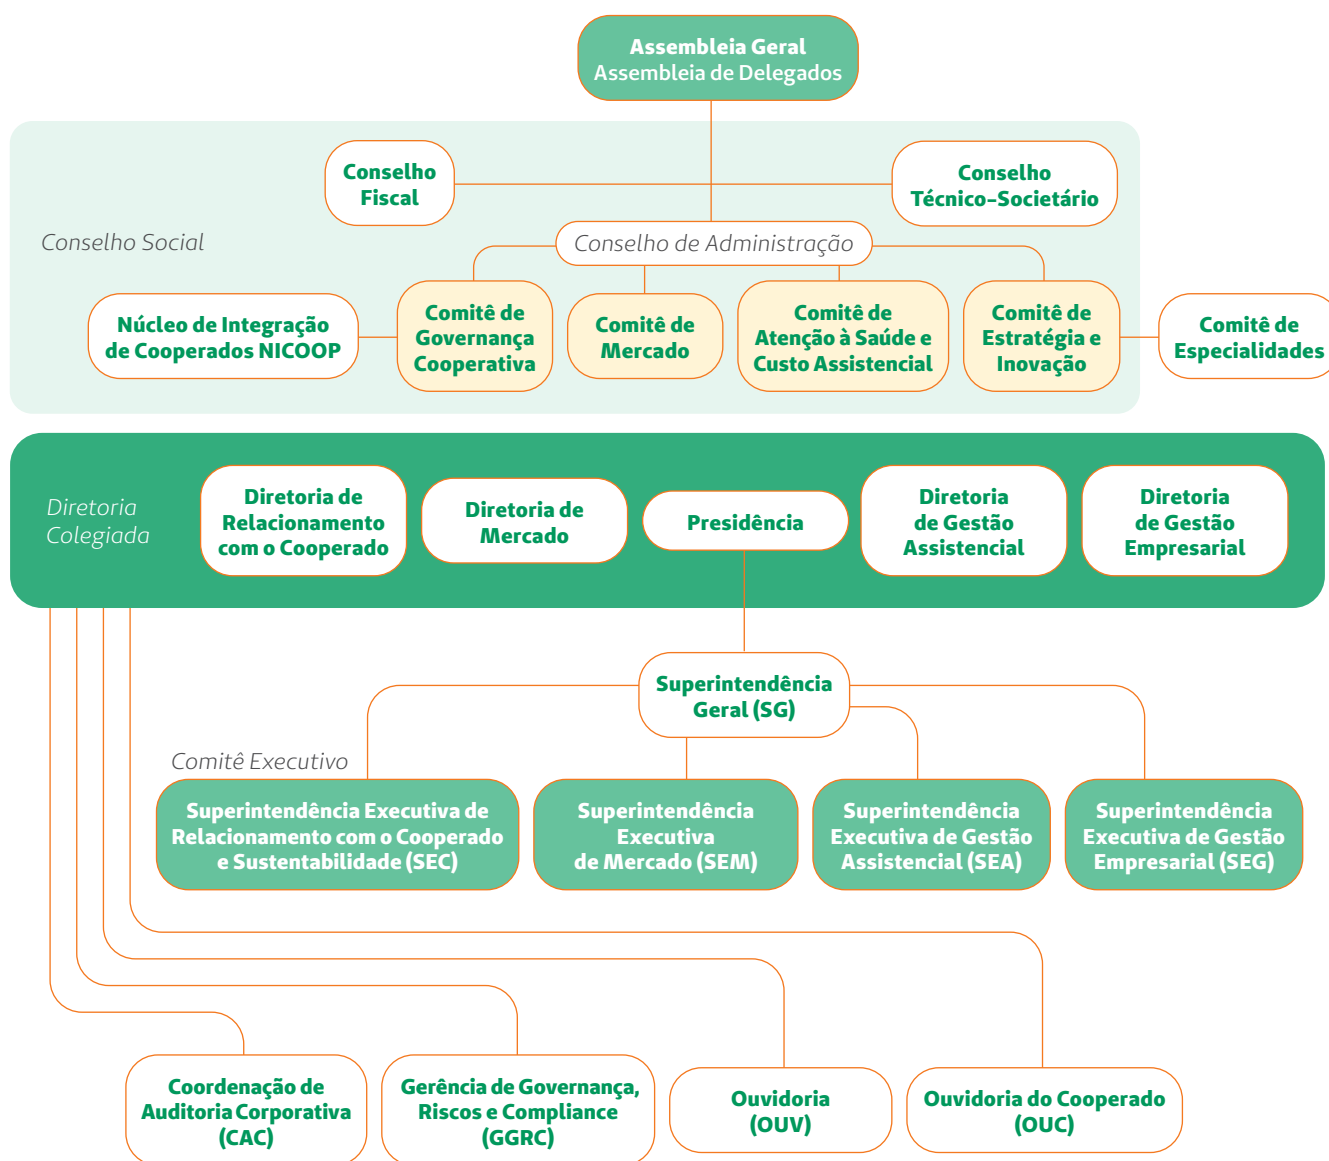 Assembleia Geral
Assembleia de Delegados
Conselho
Fiscal
Conselho
Técnico-Societário
Conselho Social
Conselho de Administração
Núcleo de Integração
de Cooperados NICOOP
Comitê de
Governança
Cooperativa
Comitê de
Mercado
Comitê de
Atenção à Saúde e
Custo Assistencial
Comitê de
Estratégia e
Inovação
Comitê de
Especialidades
Diretoria
Colegiada
Diretoria de
Relacionamento
com o Cooperado
Diretoria de
Mercado
Presidência
Diretoria
de Gestão
Assistencial
Diretoria
de Gestão
Empresarial
Superintendência
Geral (SG)
Comitê Executivo
Superintendência Executiva de
Relacionamento com o Cooperado
e Sustentabilidade (SEC)
Superintendência
Executiva
de Mercado (SEM)
Superintendência
Executiva de Gestão
Assistencial (SEA)
Superintendência
Executiva de Gestão
Empresarial (SEG)
Coordenação de
Auditoria Corporativa
(CAC)
Gerência de Governança,
Riscos e Compliance
(GGRC)
Ouvidoria
(OUV)
Ouvidoria do Cooperado
(OUC)